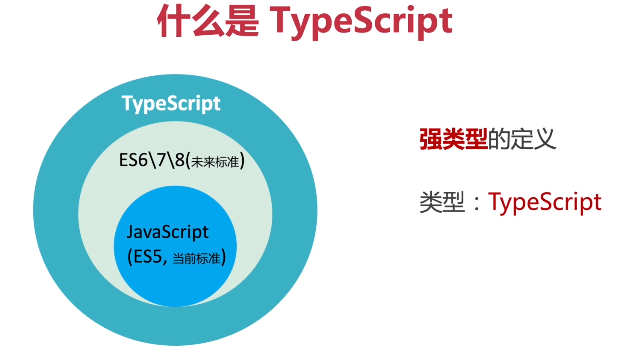 什么是 TypeScript
TypeScript
ES6\7\8(未来标准)
JavaScript
(ES5, 当前标准)
强类型的定义
类型：TypeScript